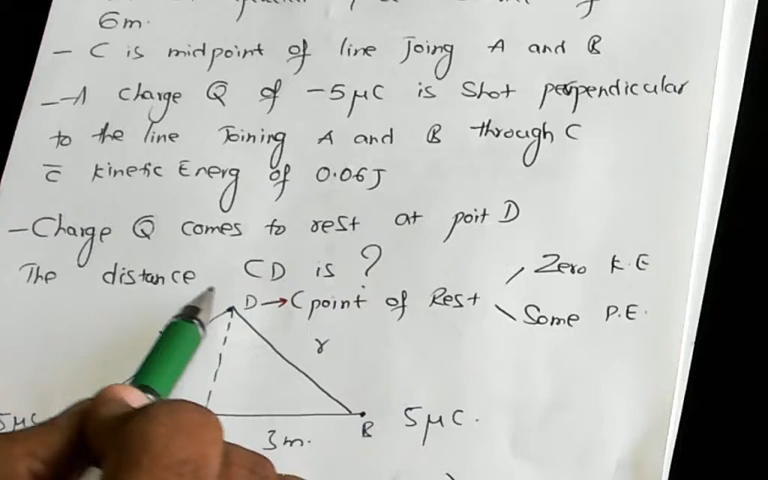 6m.
- C is midpoint of line Joing A and B
- A charge Q of -5μC is Shot perpendicular
to the line Joining A and B through C
c̄ kinetic Energ of 0.06J
- Charge Q comes to rest at poit D
The distance CD is ?
Zero K.E
D → (point of Rest
Some P.E.
r
5μC
3m.
B
5μC.